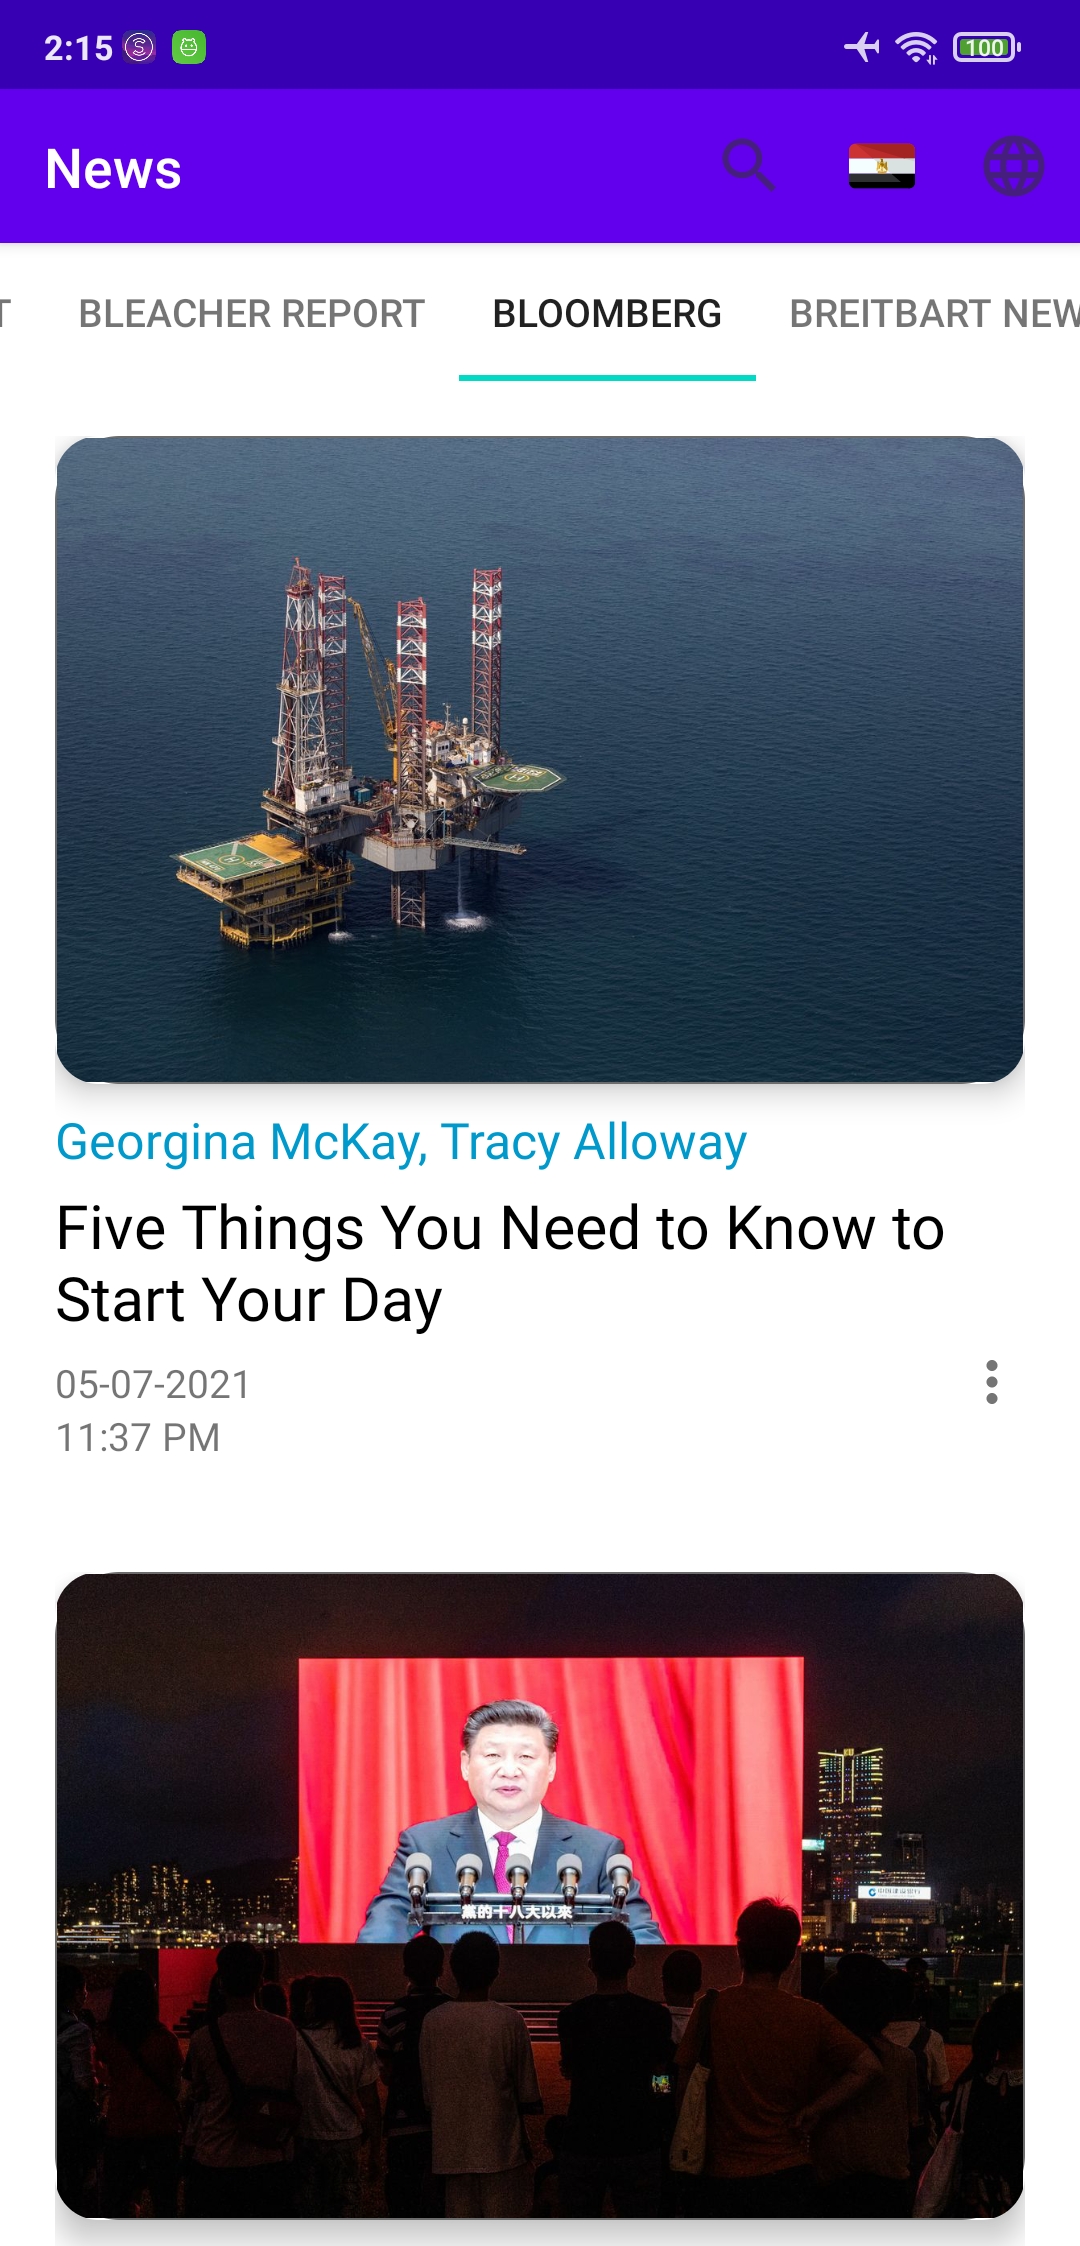 2:15
100
News
T
BLEACHER REPORT
BLOOMBERG
BREITBART NEW
Georgina McKay, Tracy Alloway
Five Things You Need to Know to
Start Your Day
05-07-2021
11:37 PM
黨的十八大以來